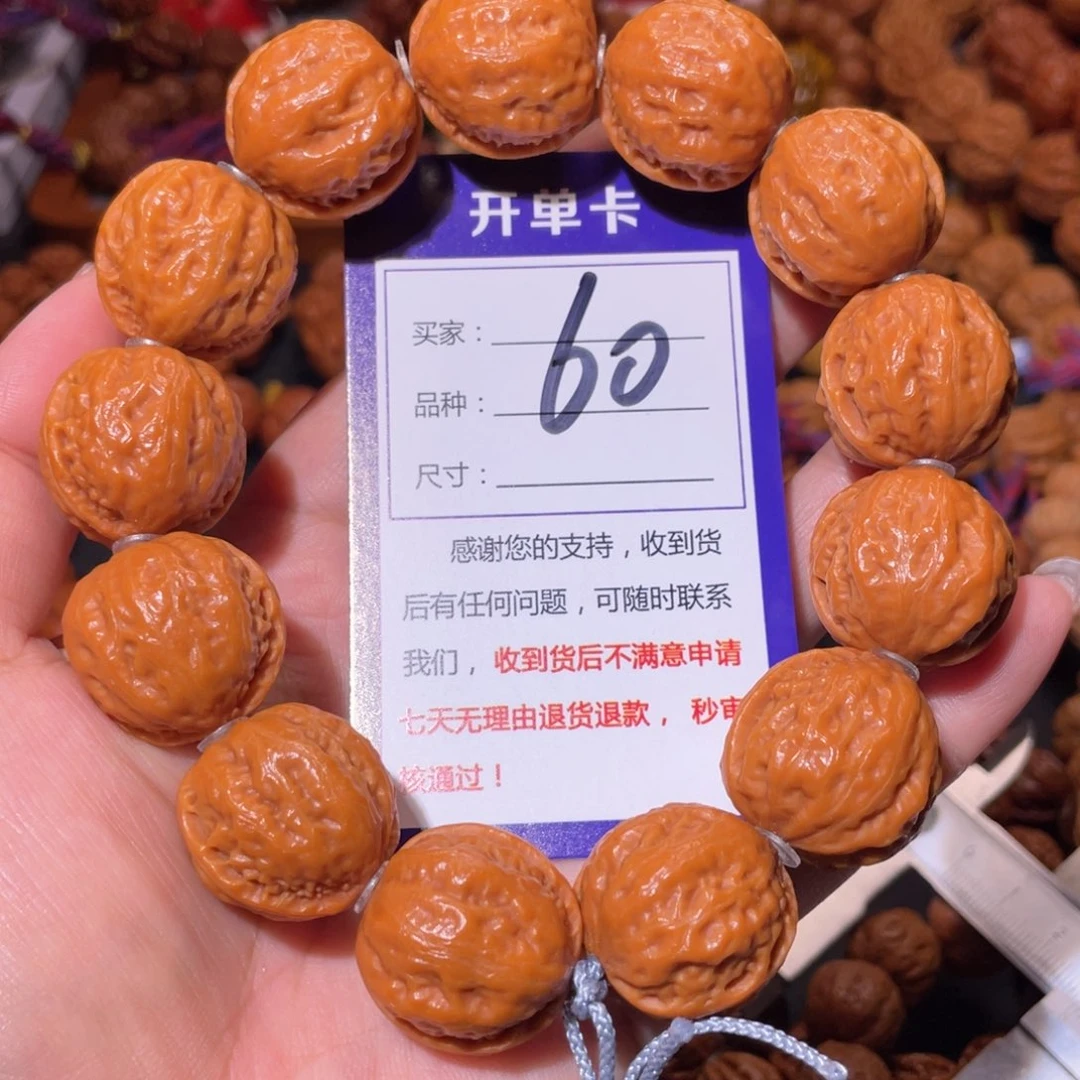 开单卡
买家：
60
品种：
尺寸：
感谢您的支持，收到货
后有任何问题，可随时联系
我们，收到货后不满意申请
七天无理由退货退款，秒审
核通过！